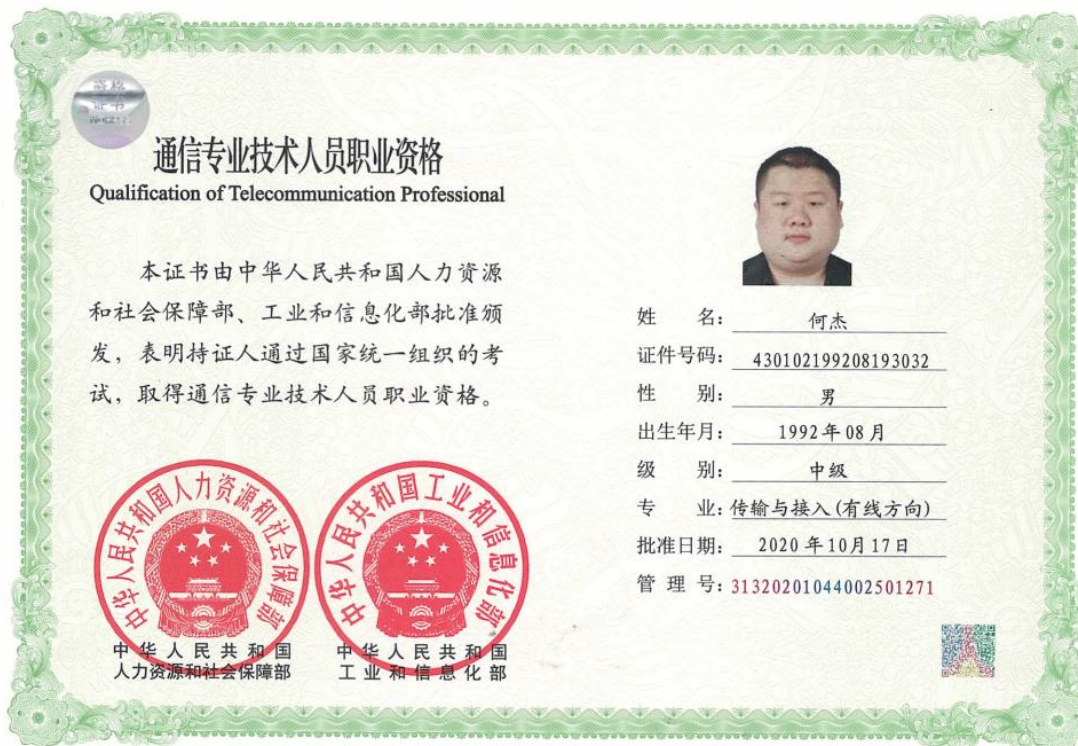 资格
证书
通信专业技术人员职业资格
Qualification of Telecommunication Professional
本证书由中华人民共和国人力资源
和社会保障部、工业和信息化部批准颁
发，表明持证人通过国家统一组织的考
试，取得通信专业技术人员职业资格。
中华人民共和国人力资源和社会保障部
中华人民共和国
人力资源和社会保障部
中华人民共和国工业和信息化部
中华人民共和国
工业和信息化部
姓 名： 何杰
证件号码： 430102199208193032
性 别： 男
出生年月： 1992年08月
级 别： 中级
专 业： 传输与接入(有线方向)
批准日期： 2020年10月17日
管 理 号： 31320201044002501271